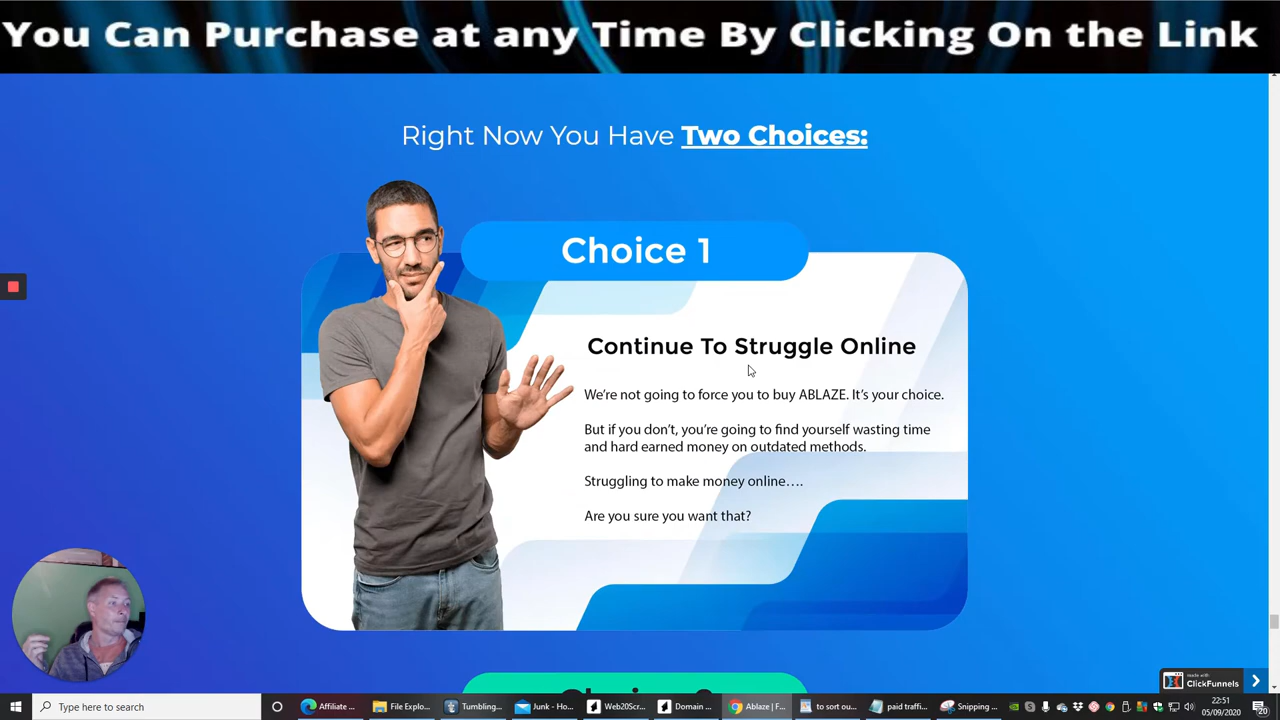 You Can Purchase at any Time By Clicking On the Link
Right Now You Have Two Choices:
Choice 1
Continue To Struggle Online
We're not going to force you to buy ABLAZE. It's your choice.
But if you don't, you're going to find yourself wasting time
and hard earned money on outdated methods.
Struggling to make money online….
Are you sure you want that?
made with
ClickFunnels
Type here to search
Affiliate ...
File Explo...
Tumbling...
Junk - Ho...
Web20Scr...
Domain ...
Ablaze | F...
to sort ou...
paid traffi...
Snipping ...
22:51
05/09/2020
20